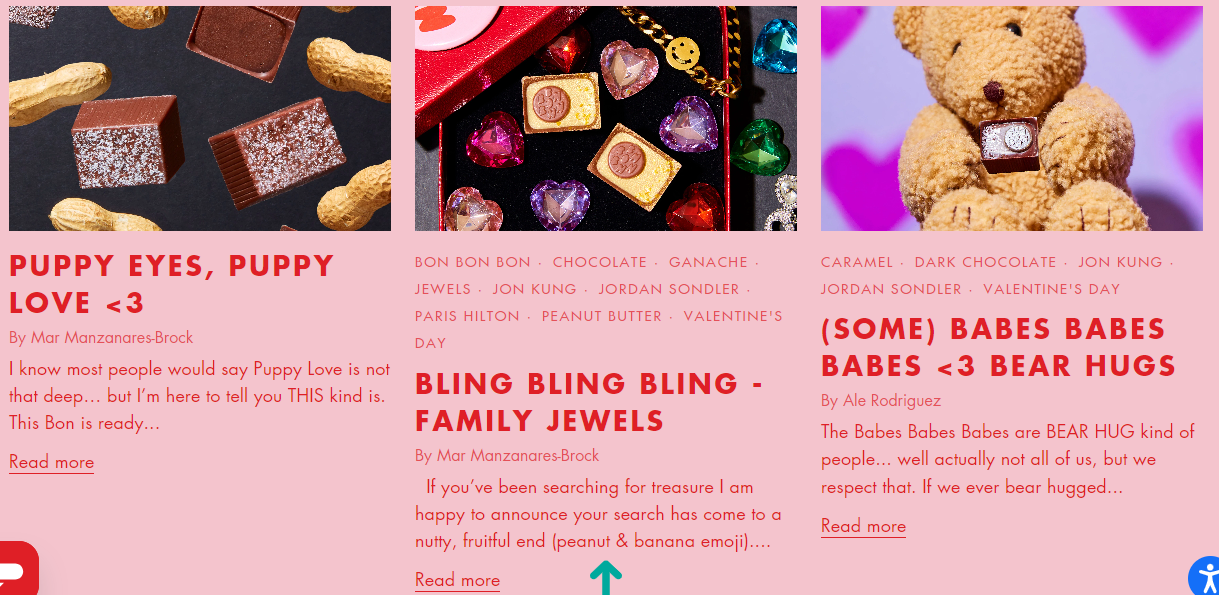 PUPPY EYES, PUPPY
LOVE <3
By Mar Manzanares-Brock
I know most people would say Puppy Love is not
that deep... but I’m here to tell you THIS kind is.
This Bon is ready...
Read more
BON BON BON · CHOCOLATE · GANACHE ·
JEWELS · JON KUNG · JORDAN SONDLER ·
PARIS HILTON · PEANUT BUTTER · VALENTINE'S
DAY
BLING BLING BLING -
FAMILY JEWELS
By Mar Manzanares-Brock
If you’ve been searching for treasure I am
happy to announce your search has come to a
nutty, fruitful end (peanut & banana emoji)....
Read more
CARAMEL · DARK CHOCOLATE · JON KUNG ·
JORDAN SONDLER · VALENTINE'S DAY
(SOME) BABES BABES
BABES <3 BEAR HUGS
By Ale Rodriguez
The Babes Babes Babes are BEAR HUG kind of
people... well actually not all of us, but we
respect that. If we ever bear hugged...
Read more